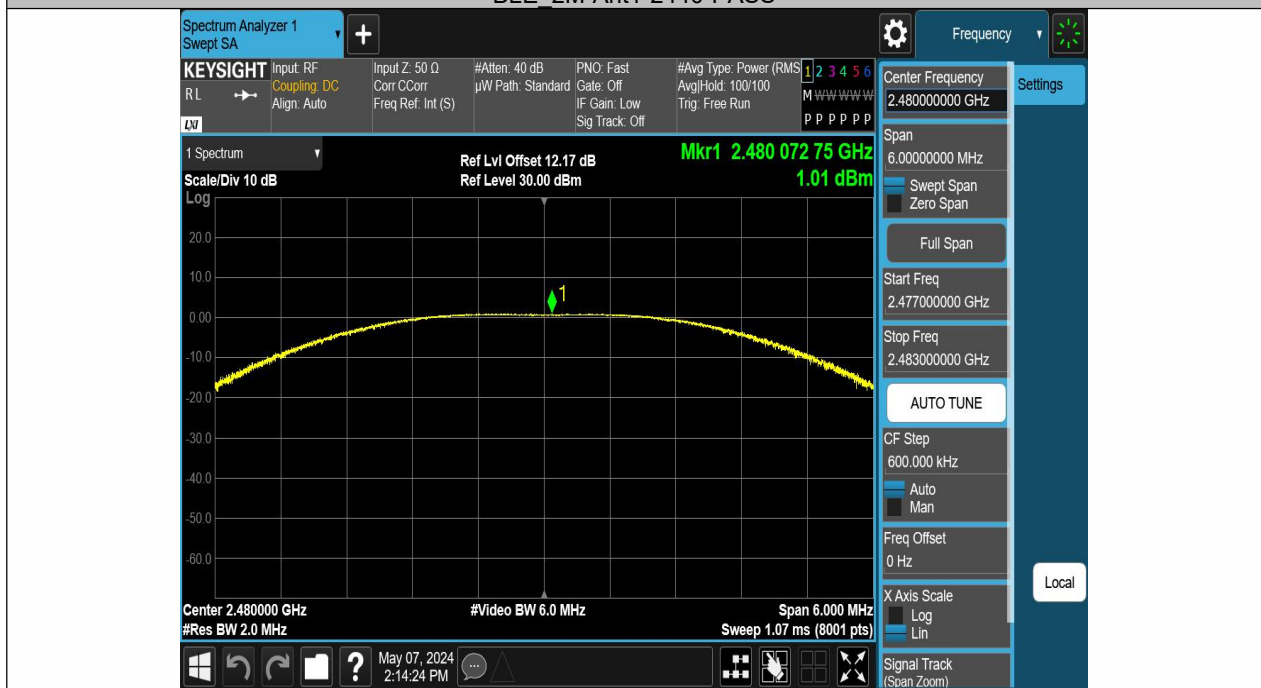 Spectrum Analyzer 1
Swept SA
+
Frequency
KEYSIGHT
RL
LXI
Input: RF
Coupling: DC
Align: Auto
Input Z: 50 Ω
Corr CCorr
Freq Ref: Int (S)
#Atten: 40 dB
µW Path: Standard
PNO: Fast
Gate: Off
IF Gain: Low
Sig Track: Off
#Avg Type: Power (RMS
Avg|Hold: 100/100
Trig: Free Run
1 2 3 4 5 6
M W W W W W
P P P P P P
Center Frequency
2.480000000 GHz
Settings
Span
6.00000000 MHz
Swept Span
Zero Span
Full Span
Start Freq
2.477000000 GHz
Stop Freq
2.483000000 GHz
AUTO TUNE
CF Step
600.000 kHz
Auto
Man
Freq Offset
0 Hz
X Axis Scale
Log
Lin
Signal Track
(Span Zoom)
Local
1 Spectrum
Scale/Div 10 dB
Log
Ref Lvl Offset 12.17 dB
Ref Level 30.00 dBm
Mkr1 2.480 072 75 GHz
1.01 dBm
20.0
10.0
1
0.00
-10.0
-20.0
-30.0
-40.0
-50.0
-60.0
Center 2.480000 GHz
#Video BW 6.0 MHz
Span 6.000 MHz
#Res BW 2.0 MHz
Sweep 1.07 ms (8001 pts)
?
May 07, 2024
2:14:24 PM